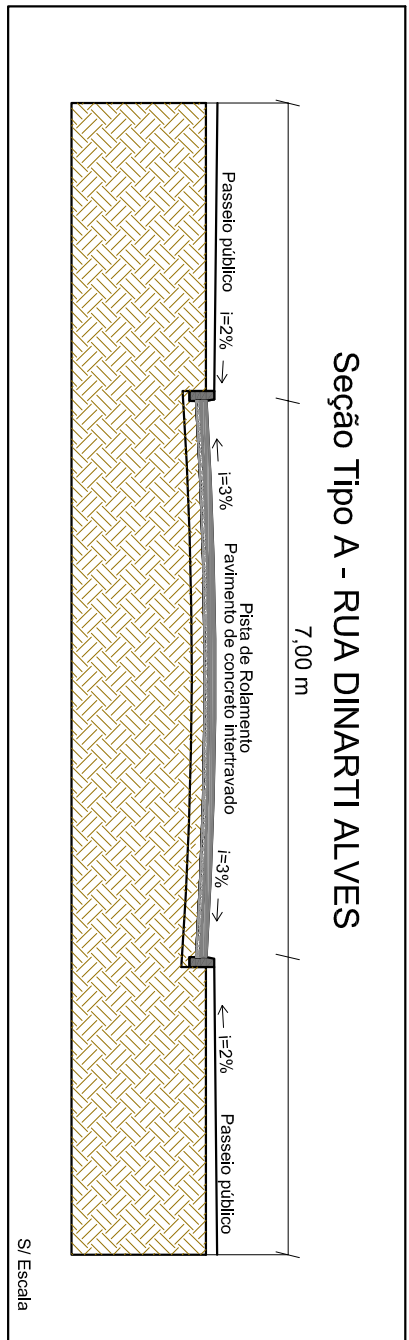 Seção Tipo A - RUA DINARTI ALVES
7,00 m
Passeio público
i=2%
i=3%
Pista de Rolamento
Pavimento de concreto intertravado
i=3%
i=2%
Passeio público
S/ Escala